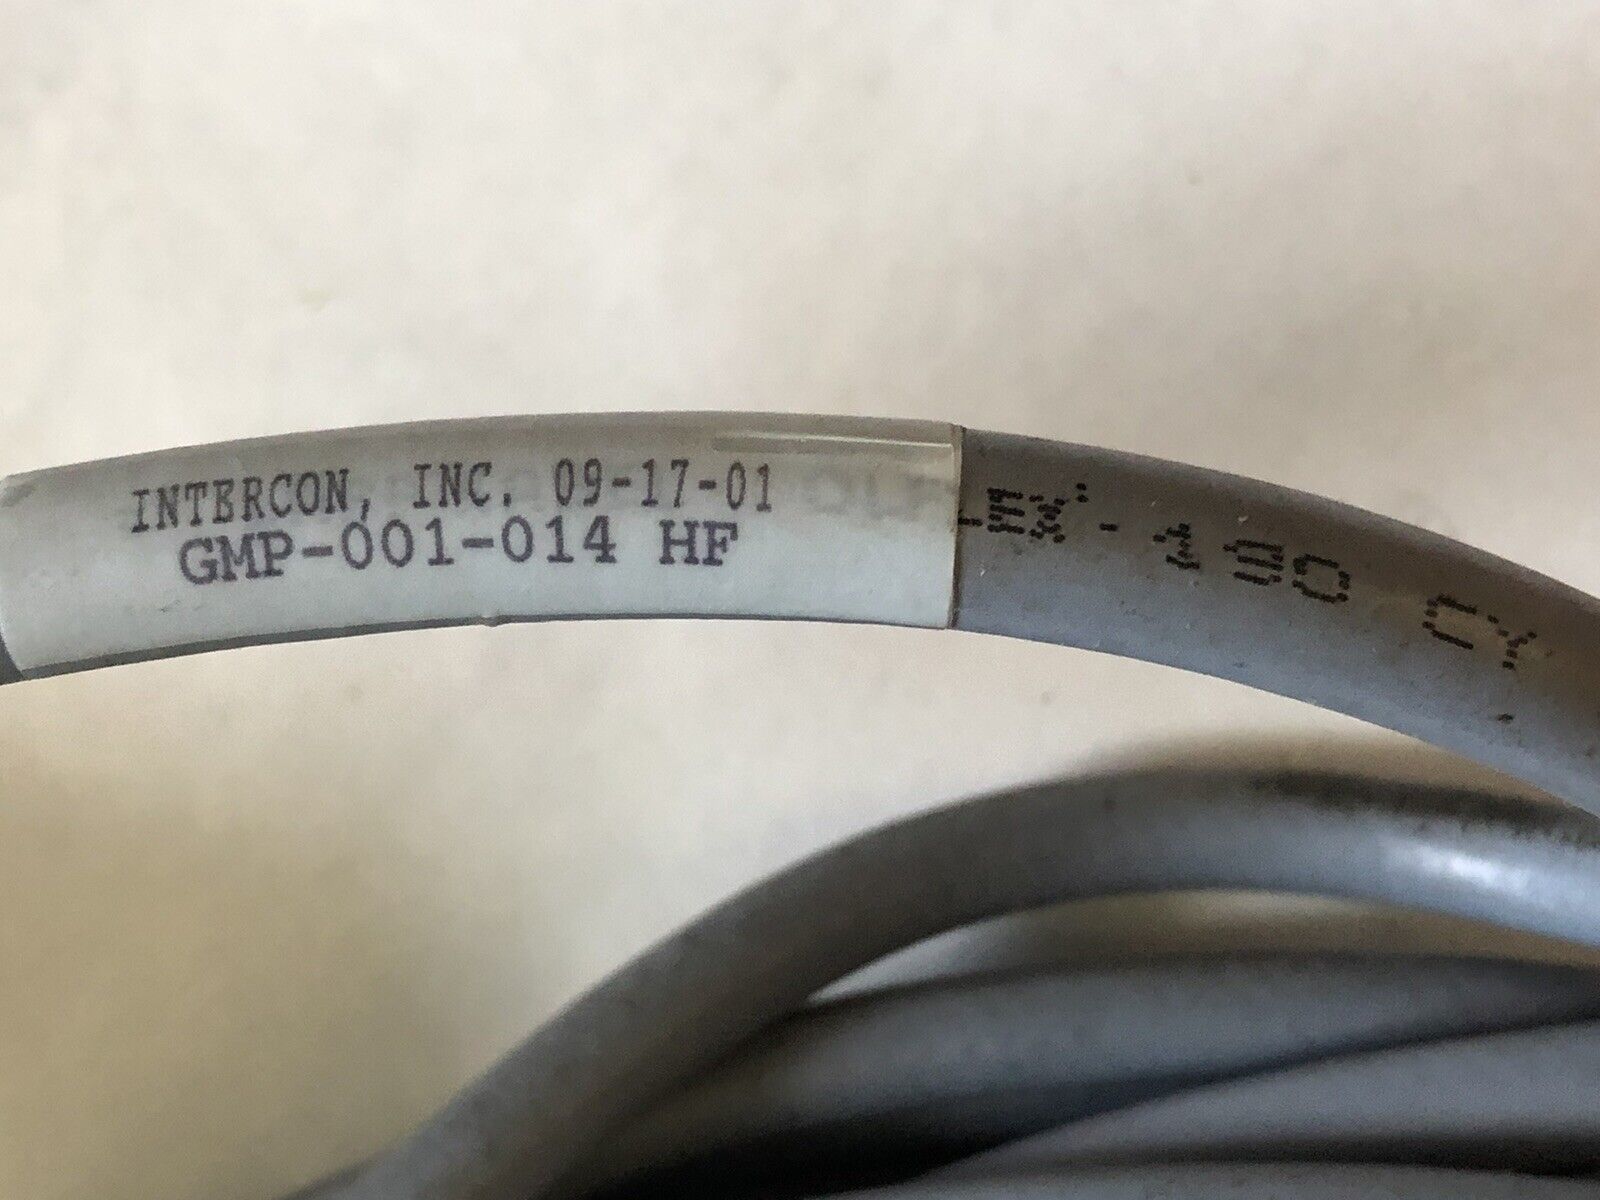 INTERCON, INC. 09-17-01
GMP-001-014 HF